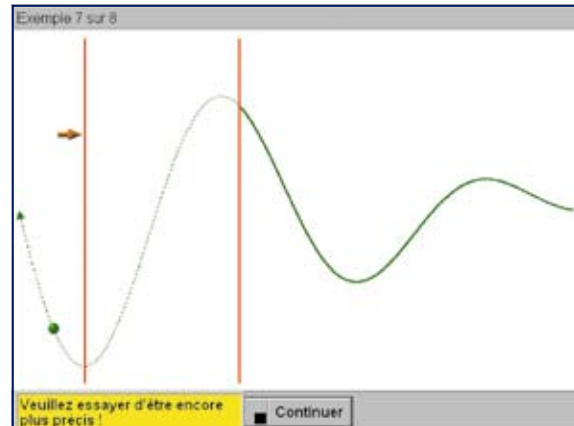 Exemple 7 sur 8
Veuillez essayer d'être encore
plus précis !
Continuer